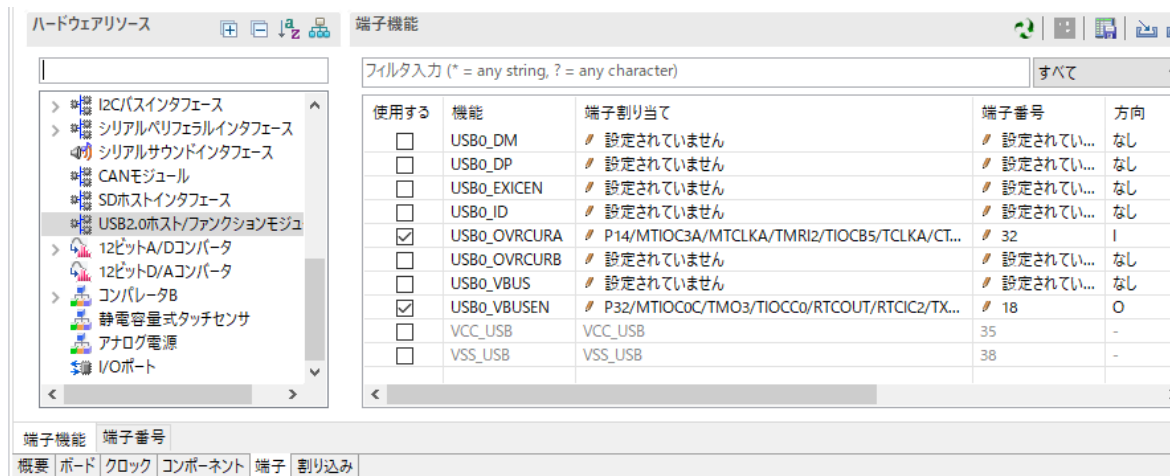 ハードウェアリソース
端子機能
フィルタ入力 (* = any string, ? = any character)
すべて
I2Cバスインタフェース
シリアルペリフェラルインタフェース
シリアルサウンドインタフェース
CANモジュール
SDホストインタフェース
USB2.0ホスト/ファンクションモジュ
12ビットA/Dコンバータ
12ビットD/Aコンバータ
コンパレータB
静電容量式タッチセンサ
アナログ電源
I/Oポート
使用する 機能 端子割り当て 端子番号 方向
USB0_DM 設定されていません 設定されてい... なし
USB0_DP 設定されていません 設定されてい... なし
USB0_EXICEN 設定されていません 設定されてい... なし
USB0_ID 設定されていません 設定されてい... なし
USB0_OVRCURA P14/MTIOC3A/MTCLKA/TMRI2/TIOCB5/TCLKA/CT... 32 I
USB0_OVRCURB 設定されていません 設定されてい... なし
USB0_VBUS 設定されていません 設定されてい... なし
USB0_VBUSEN P32/MTIOC0C/TMO3/TIOCC0/RTCOUT/RTCIC2/TX... 18 O
VCC_USB VCC_USB 35 -
VSS_USB VSS_USB 38 -
端子機能 端子番号
概要 ボード クロック コンポーネント 端子 割り込み